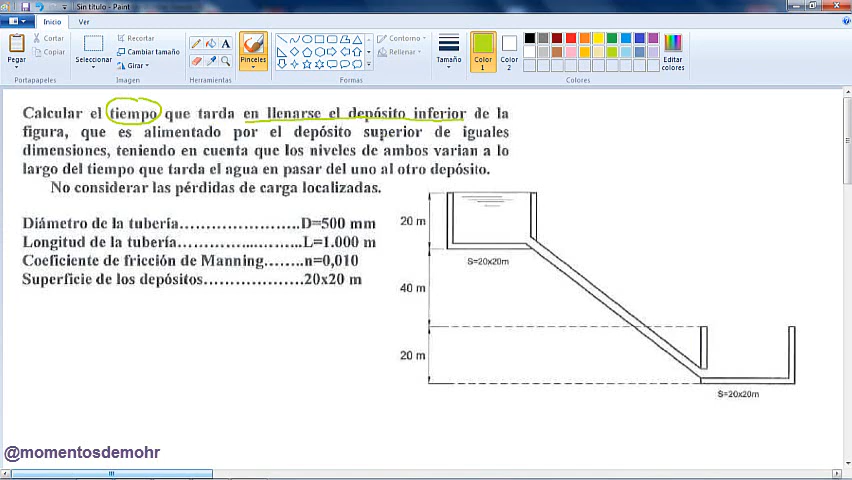 Sin título - Paint
Inicio
Ver
Pegar
Cortar
Copiar
Portapapeles
Seleccionar
Recortar
Cambiar tamaño
Girar
Imagen
A
Herramientas
Pinceles
Contorno
Rellenar
Formas
Tamaño
Color 1
Color 2
Editar colores
Colores
Calcular el tiempo que tarda en llenarse el depósito inferior de la
figura, que es alimentado por el depósito superior de iguales
dimensiones, teniendo en cuenta que los niveles de ambos varian a lo
largo del tiempo que tarda el agua en pasar del uno al otro depósito.
No considerar las pérdidas de carga localizadas.
Diámetro de la tubería........................D=500 mm
Longitud de la tubería.......................L=1.000 m
Coeficiente de fricción de Manning........n=0,010
Superficie de los depósitos....................20x20 m
20 m
S=20x20m
40 m
20 m
S=20x20m
@momentosdemohr